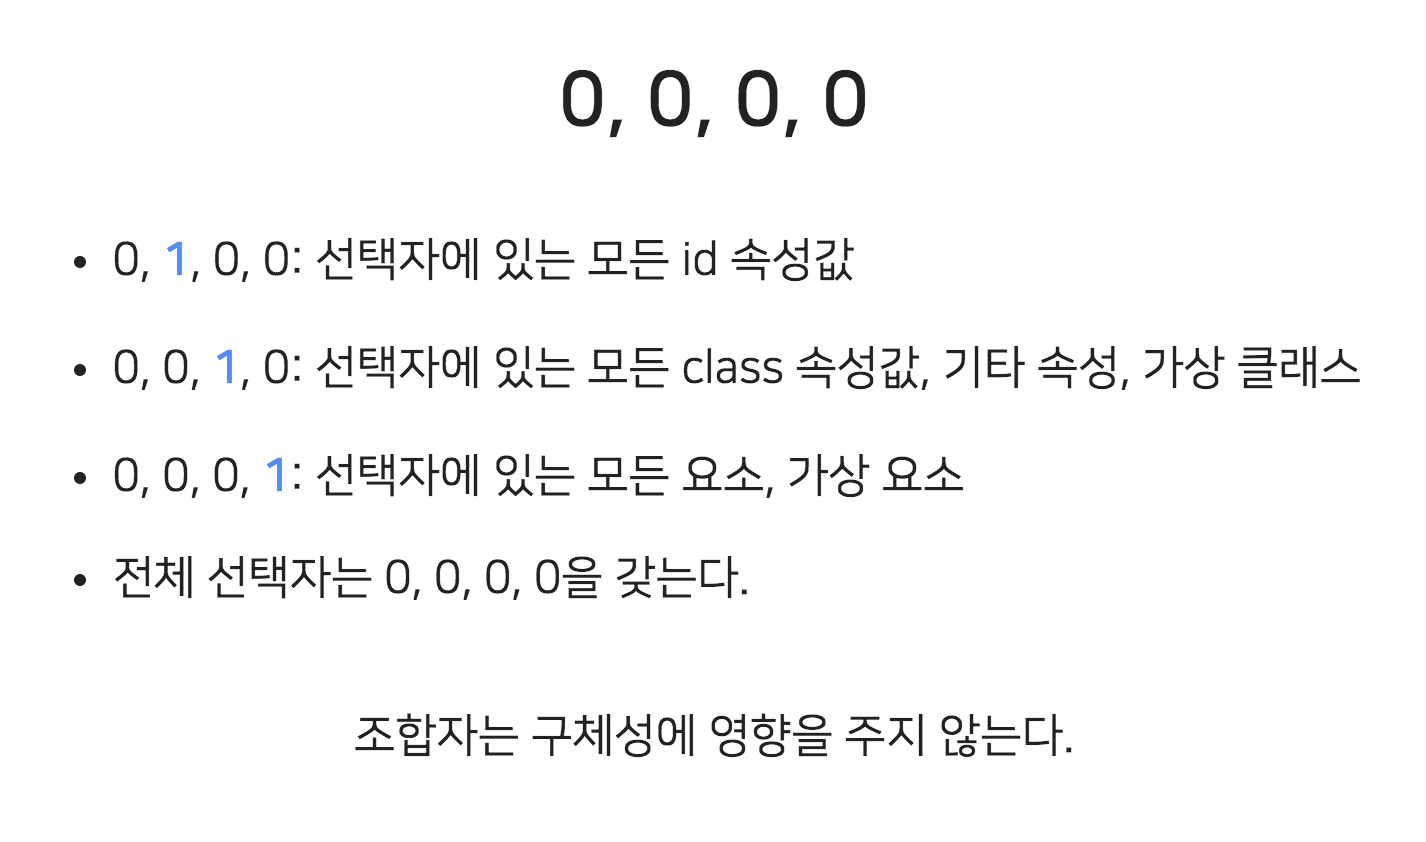 0, 0, 0, 0
• 0, 1, 0, 0: 선택자에 있는 모든 id 속성값
• 0, 0, 1, 0: 선택자에 있는 모든 class 속성값, 기타 속성, 가상 클래스
• 0, 0, 0, 1: 선택자에 있는 모든 요소, 가상 요소
• 전체 선택자는 0, 0, 0, 0을 갖는다.
조합자는 구체성에 영향을 주지 않는다.